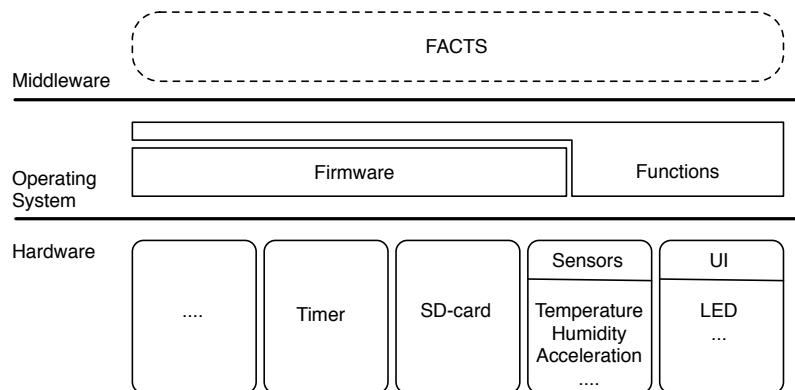 FACTS
Middleware
Firmware
Functions
Operating
System
Hardware
....
Timer
SD-card
Sensors
Temperature
Humidity
Acceleration
....
UI
LED
...